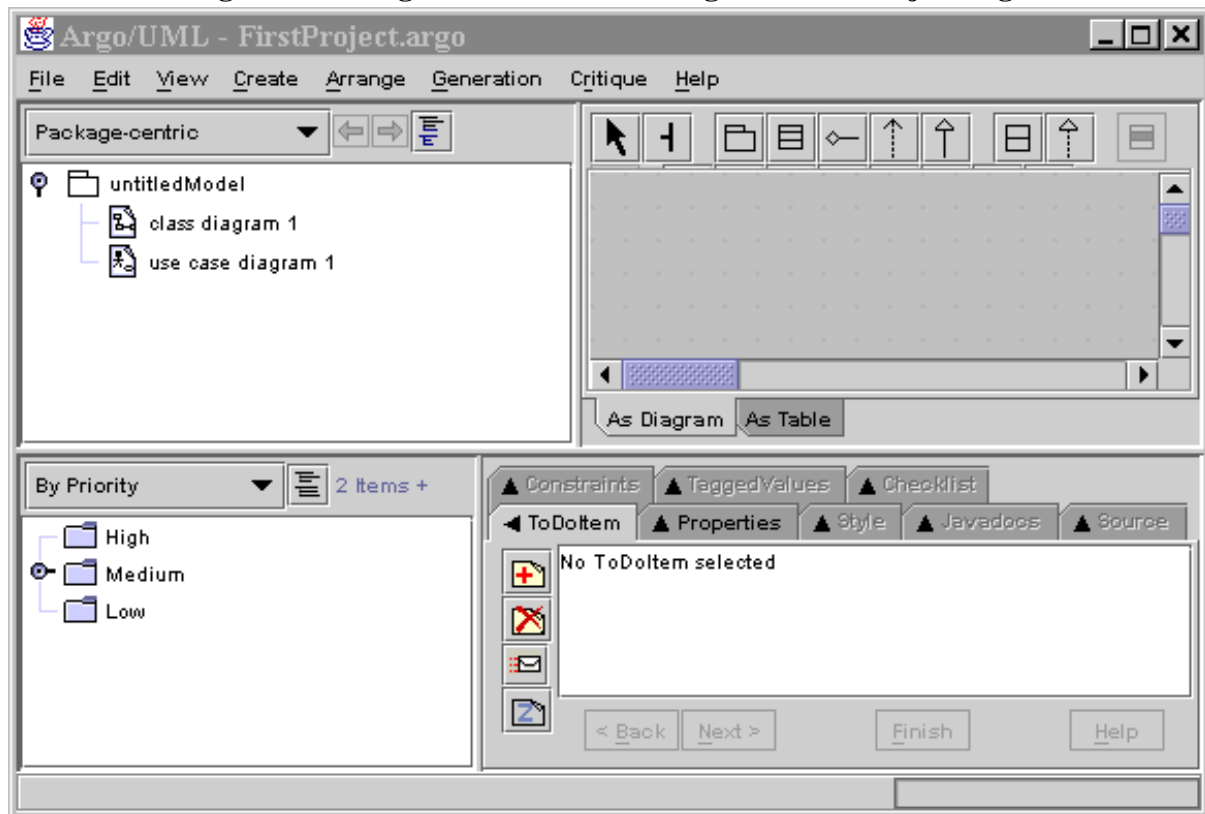 Argo/UML - FirstProject.argo
File Edit View Create Arrange Generation Critique Help
Package-centric
untitledModel
class diagram 1
use case diagram 1
As Diagram As Table
By Priority 2 Items +
High
Medium
Low
Constraints TaggedValues Checklist
ToDoItem Properties Style Javadocs Source
No ToDoItem selected
< Back Next > Finish Help